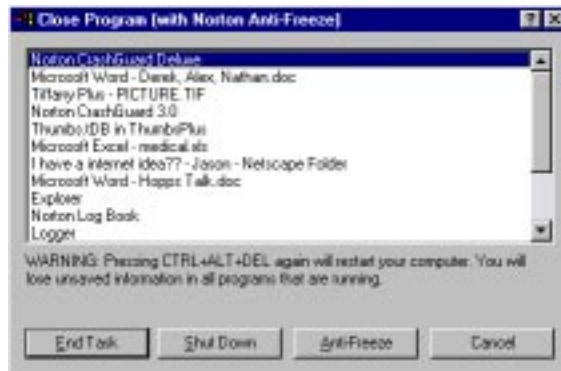 Close Program (with Norton Anti-Freeze)
Norton CrashGuard Deluxe
Microsoft Word - Derek, Alex, Nathan.doc
Tiffany Plus - PICTURE.TIF
Norton CrashGuard 3.0
Thumbs.tDB in ThumbsPlus
Microsoft Excel - medical.xls
I have a internet idea?? - Jason - Netscape Folder
Microsoft Word - Happs Talk.doc
Explorer
Norton Log Book
Logger
WARNING: Pressing CTRL+ALT+DEL again will restart your computer. You will
lose unsaved information in all programs that are running.
End Task Shut Down Anti-Freeze Cancel